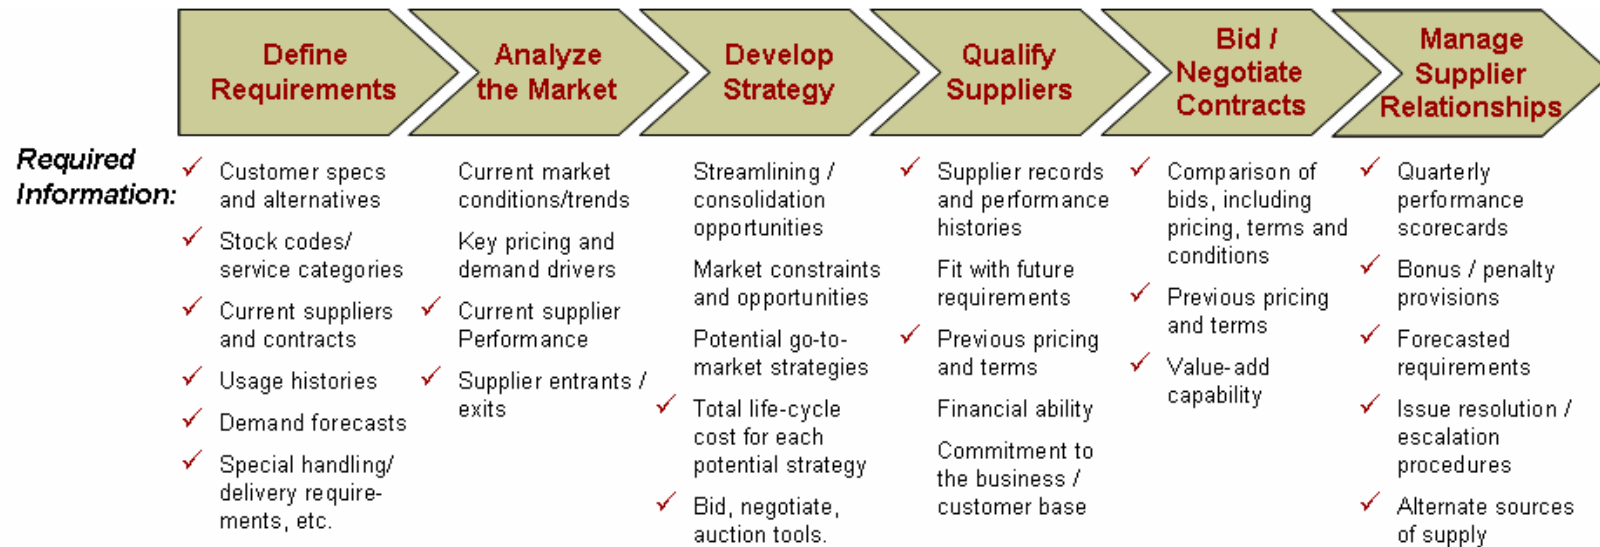 Define
Requirements
Analyze
the Market
Develop
Strategy
Qualify
Suppliers
Bid /
Negotiate
Contracts
Manage
Supplier
Relationships
Required
Information:
Customer specs
and alternatives
Stock codes/
service categories
Current suppliers
and contracts
Usage histories
Demand forecasts
Special handling/
delivery require-
ments, etc.
Current market
conditions/trends
Key pricing and
demand drivers
Current supplier
Performance
Supplier entrants /
exits
Streamlining /
consolidation
opportunities
Market constraints
and opportunities
Potential go-to-
market strategies
Total life-cycle
cost for each
potential strategy
Bid, negotiate,
auction tools.
Supplier records
and performance
histories
Fit with future
requirements
Previous pricing
and terms
Financial ability
Commitment to
the business /
customer base
Comparison of
bids, including
pricing, terms and
conditions
Previous pricing
and terms
Value-add
capability
Quarterly
performance
scorecards
Bonus / penalty
provisions
Forecasted
requirements
Issue resolution /
escalation
procedures
Alternate sources
of supply